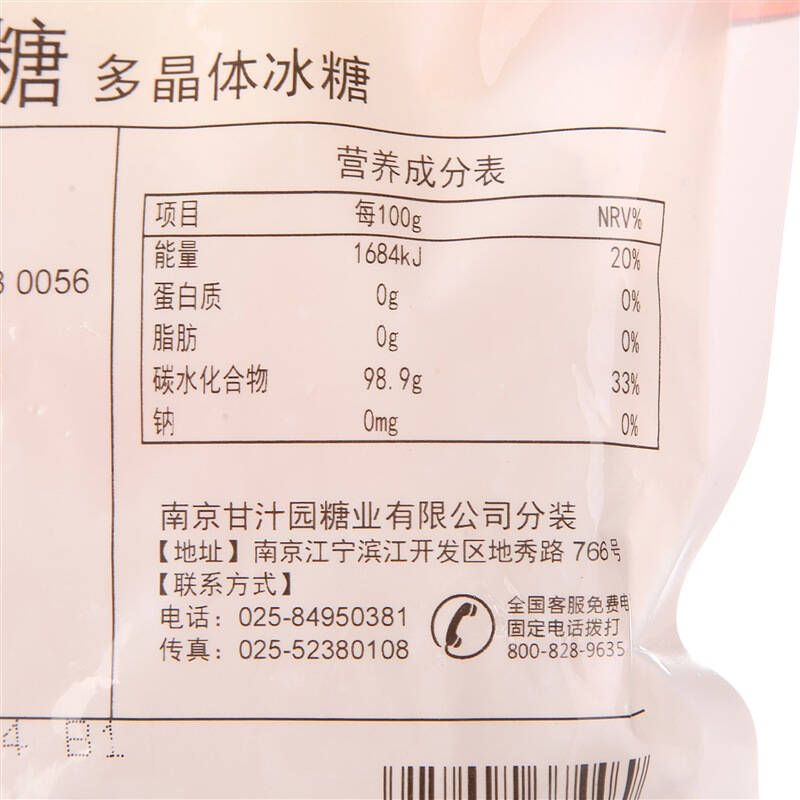 糖 多晶体冰糖
营养成分表
项目 每100g NRV%
能量 1684kJ 20%
蛋白质 0g 0%
脂肪 0g 0%
碳水化合物 98.9g 33%
钠 0mg 0%
0056
南京甘汁园糖业有限公司分装
【地址】南京江宁滨江开发区地秀路 766号
【联系方式】
电话：025-84950381
传真：025-52380108
全国客服免费电
固定电话拨打
800-828-9635
4 B1